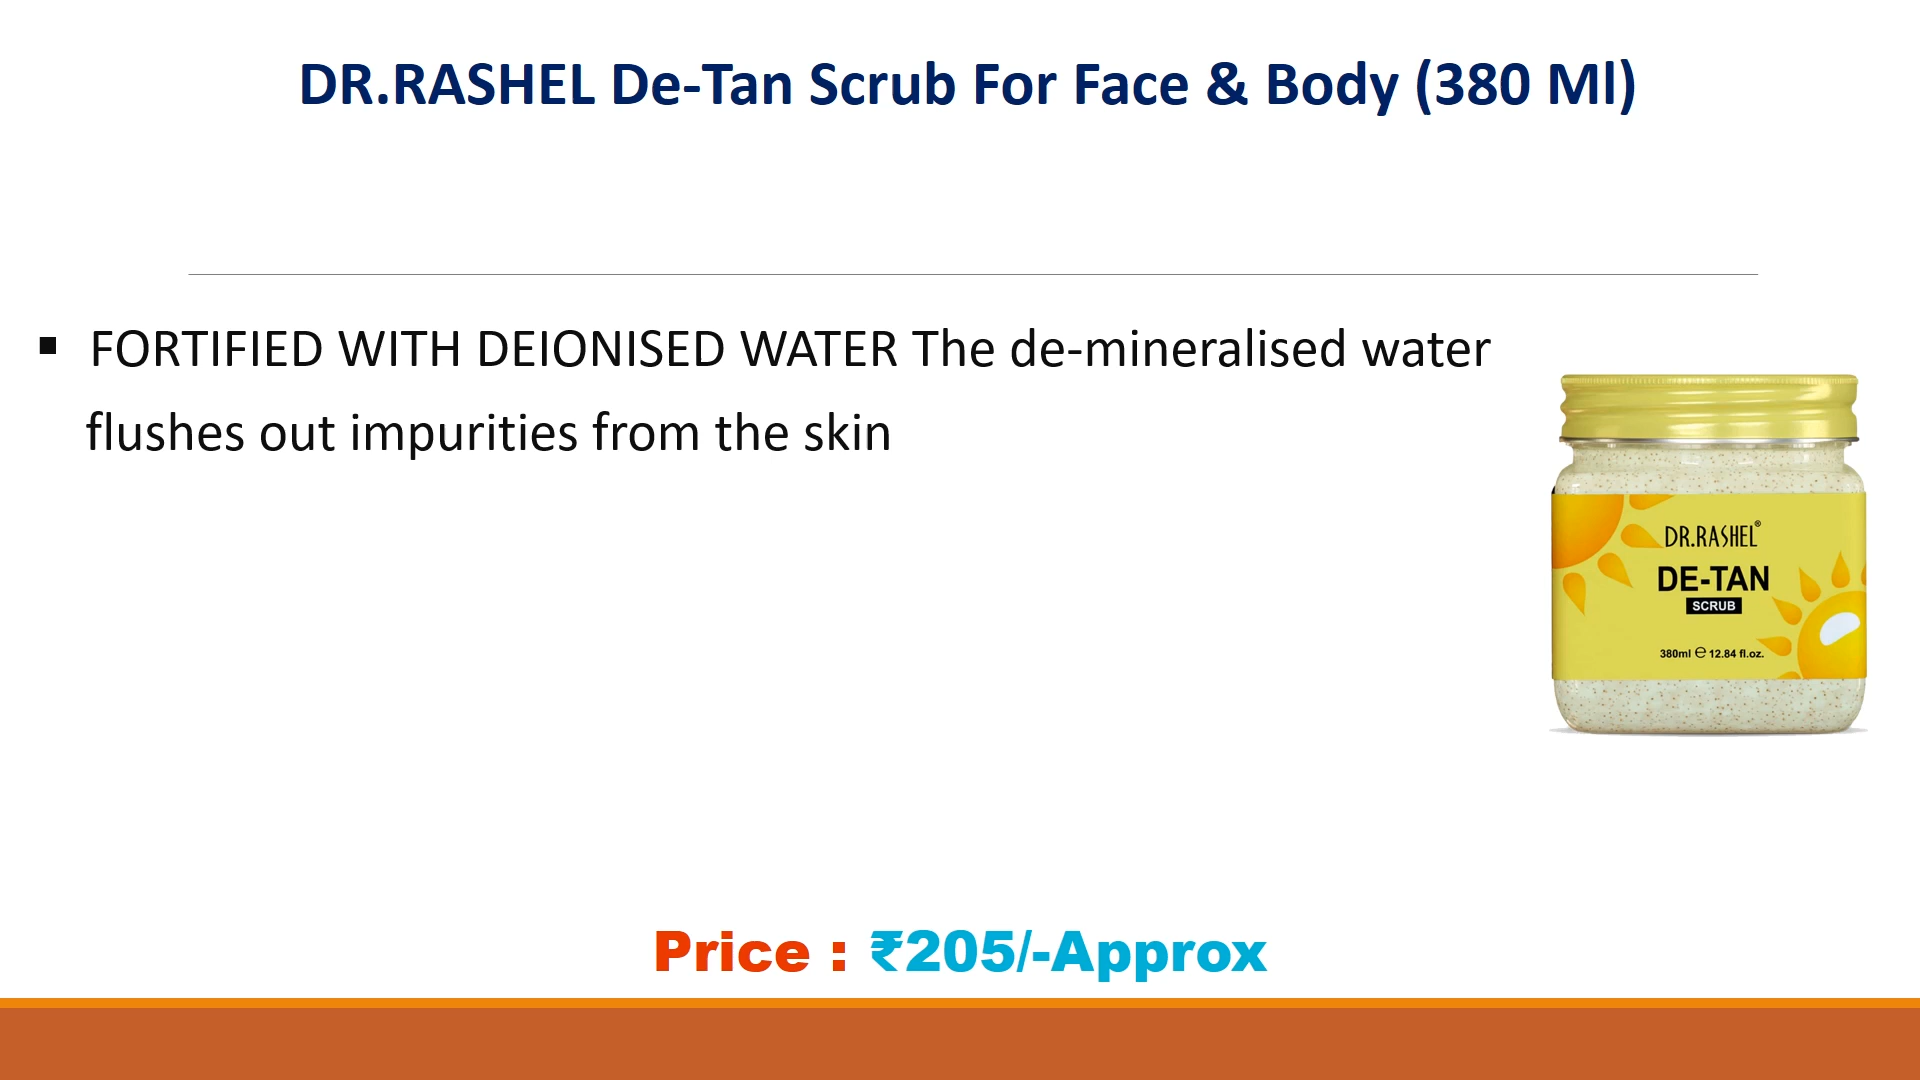 DR.RASHEL De-Tan Scrub For Face & Body (380 Ml)
▪ FORTIFIED WITH DEIONISED WATER The de-mineralised water
flushes out impurities from the skin
DR.RASHEL®
DE-TAN
SCRUB
380ml ℮ 12.84 fl.oz.
Price : ₹205/-Approx